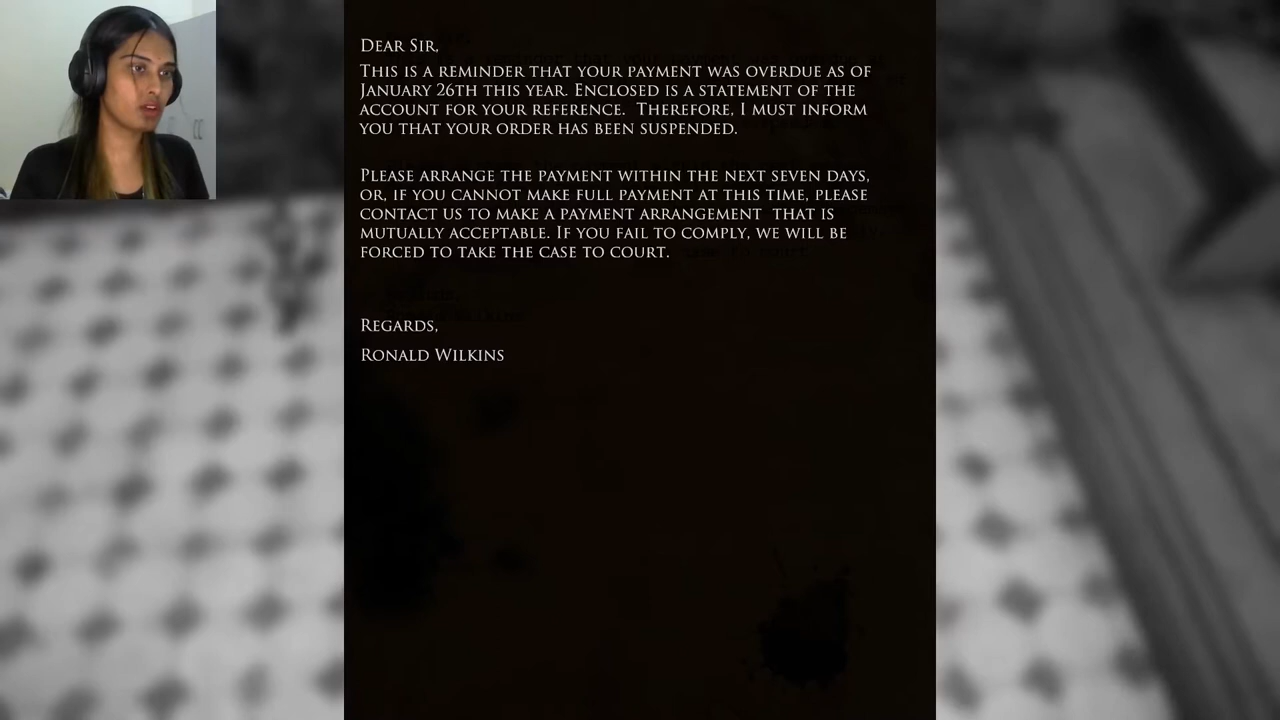 Dear Sir,
This is a reminder that your payment was overdue as of
January 26th this year. Enclosed is a statement of the
account for your reference.  Therefore, I must inform
you that your order has been suspended.
Please arrange the payment within the next seven days,
or, if you cannot make full payment at this time, please
contact us to make a payment arrangement  that is
mutually acceptable. If you fail to comply, we will be
forced to take the case to court.
Regards,
Ronald Wilkins